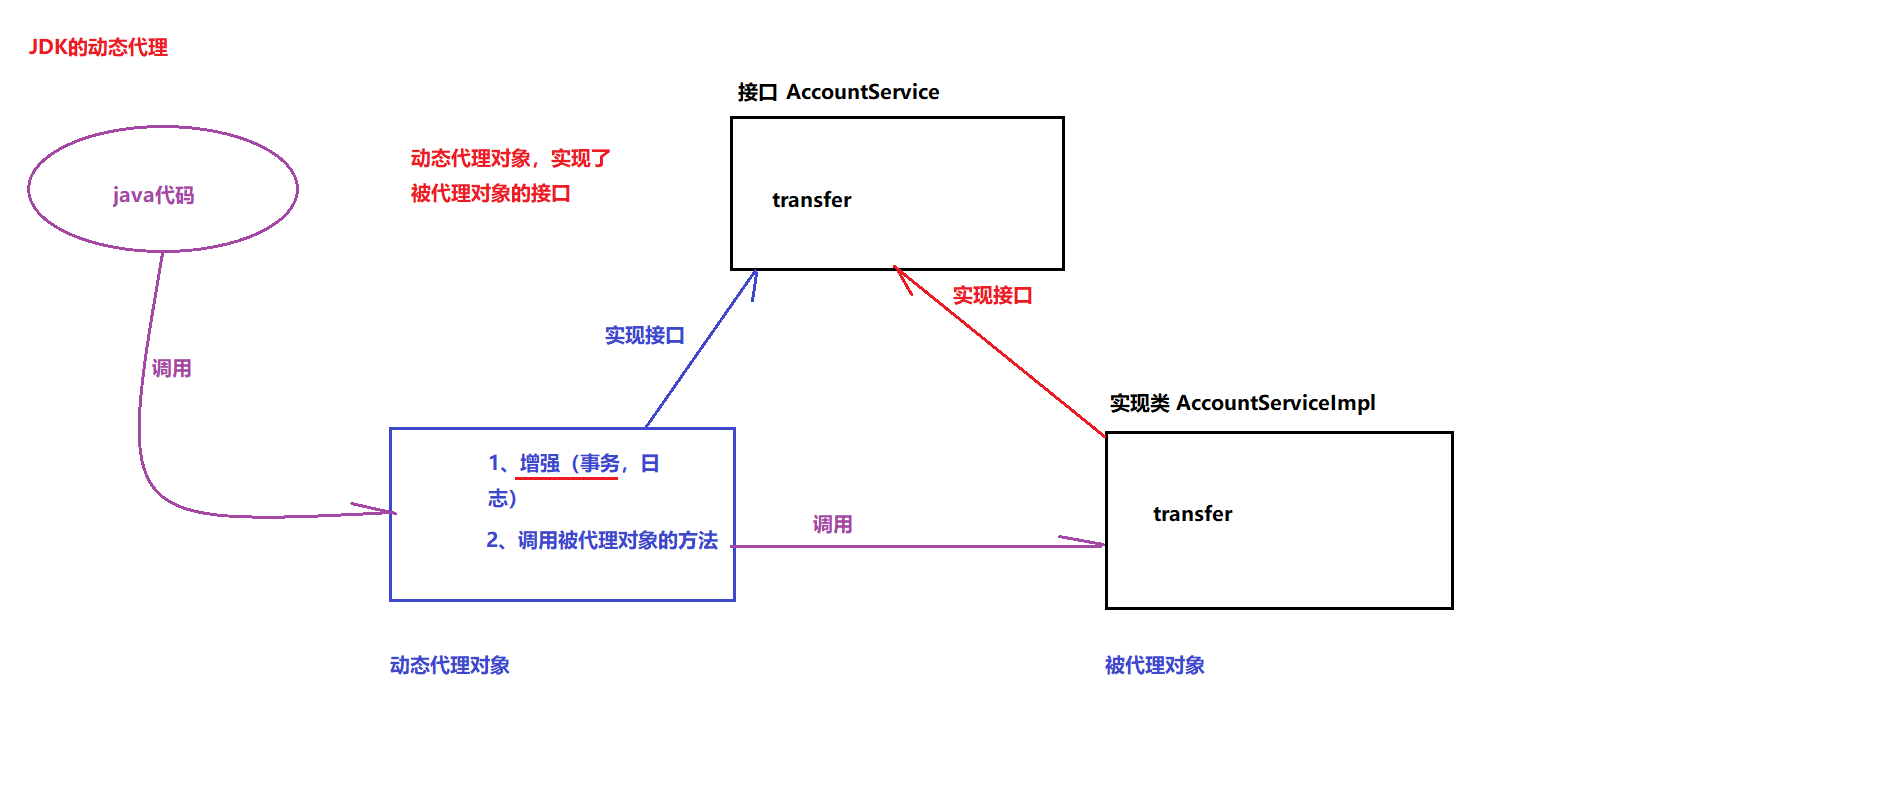 JDK的动态代理
接口 AccountService
java代码
动态代理对象，实现了
被代理对象的接口
transfer
实现接口
实现接口
调用
实现类 AccountServiceImpl
1、增强（事务，日
志）
2、调用被代理对象的方法
调用
transfer
动态代理对象
被代理对象